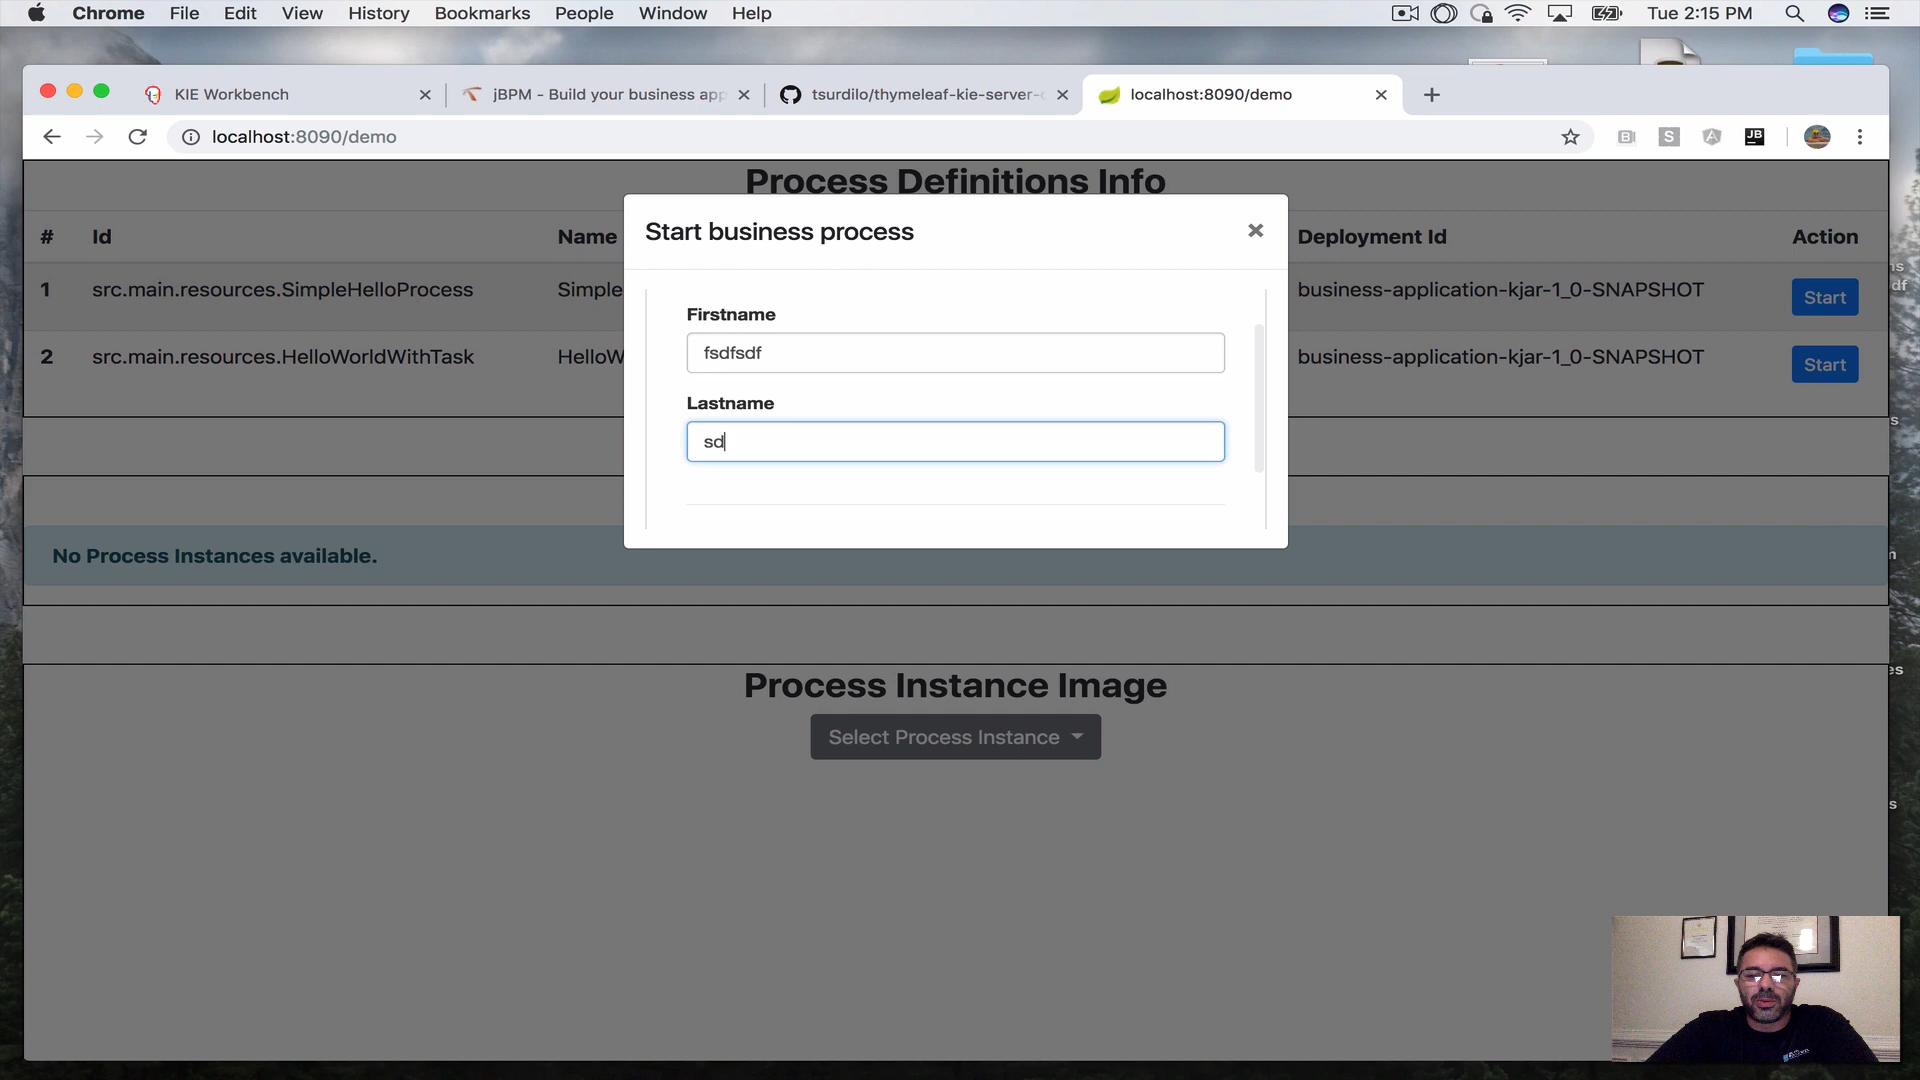 Chrome File Edit View History Bookmarks People Window Help Tue 2:15 PM
KIE Workbench jBPM - Build your business app tsurdilo/thymeleaf-kie-server- localhost:8090/demo
localhost:8090/demo
B S JB
Process Definitions Info
Start business process
# Id Name Deployment Id Action
1 src.main.resources.SimpleHelloProcess Simple business-application-kjar-1_0-SNAPSHOT Start
2 src.main.resources.HelloWorldWithTask HelloW business-application-kjar-1_0-SNAPSHOT Start
Firstname
fsdfsdf
Lastname
sd
No Process Instances available.
Process Instance Image
Select Process Instance